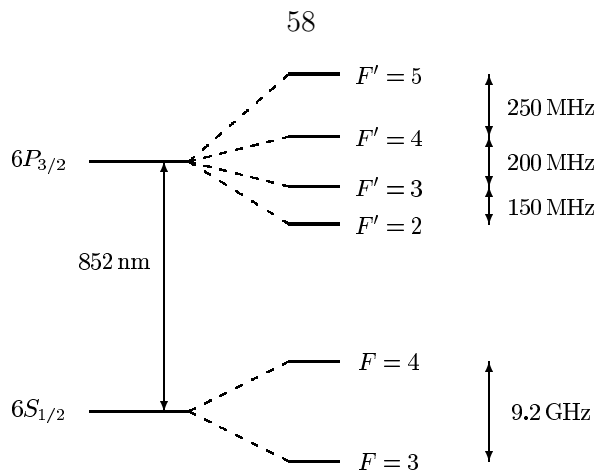 58
F′ = 5
250 MHz
F′ = 4
6P3/2
200 MHz
F′ = 3
150 MHz
F′ = 2
852 nm
F = 4
6S1/2
9.2 GHz
F = 3